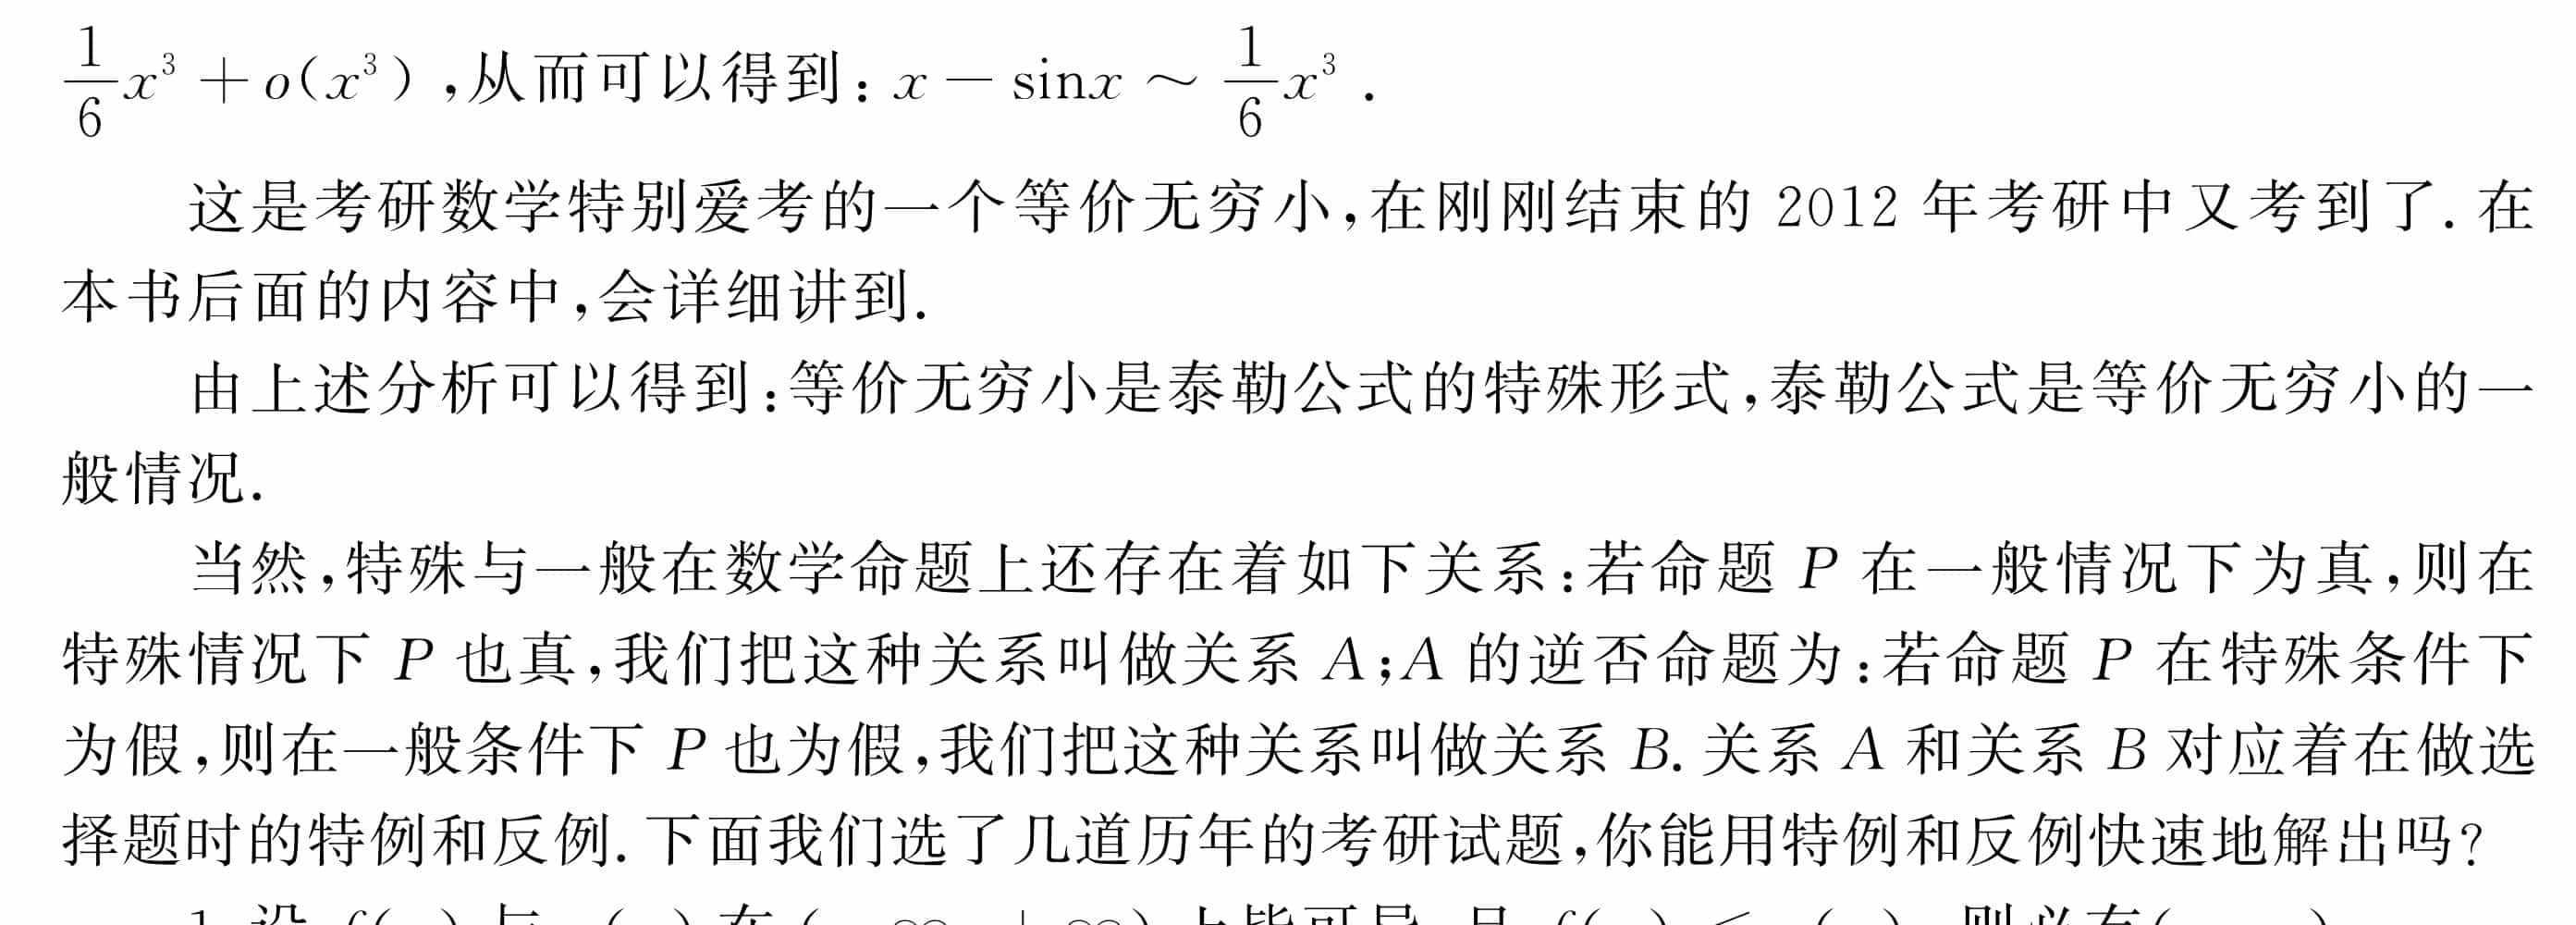 $\frac{1}{6}x^3 + o(x^3)$,从而可以得到:$x - \sin x \sim \frac{1}{6}x^3$.
这是考研数学特别爱考的一个等价无穷小,在刚刚结束的 2012 年考研中又考到了. 在
本书后面的内容中,会详细讲到.
由上述分析可以得到:等价无穷小是泰勒公式的特殊形式,泰勒公式是等价无穷小的一
般情况.
当然,特殊与一般在数学命题上还存在着如下关系:若命题 P 在一般情况下为真,则在
特殊情况下 P 也真,我们把这种关系叫做关系 A;A 的逆否命题为:若命题 P 在特殊条件下
为假,则在一般条件下 P 也为假,我们把这种关系叫做关系 B. 关系 A 和关系 B 对应着在做选
择题时的特例和反例. 下面我们选了几道历年的考研试题,你能用特例和反例快速地解出吗?